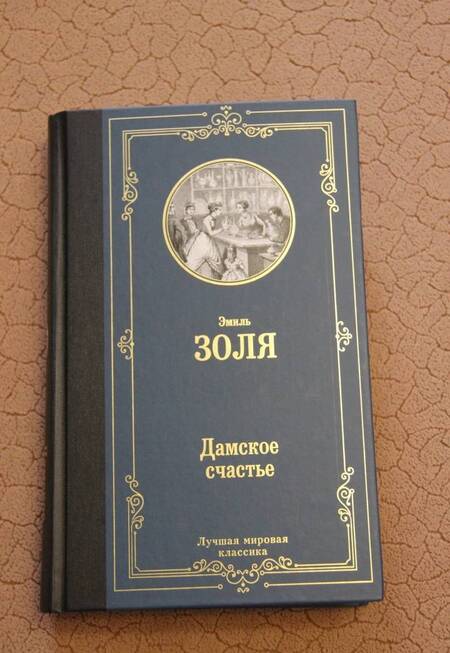 Эмиль
ЗОЛЯ
Дамское
счастье
Лучшая мировая
классика